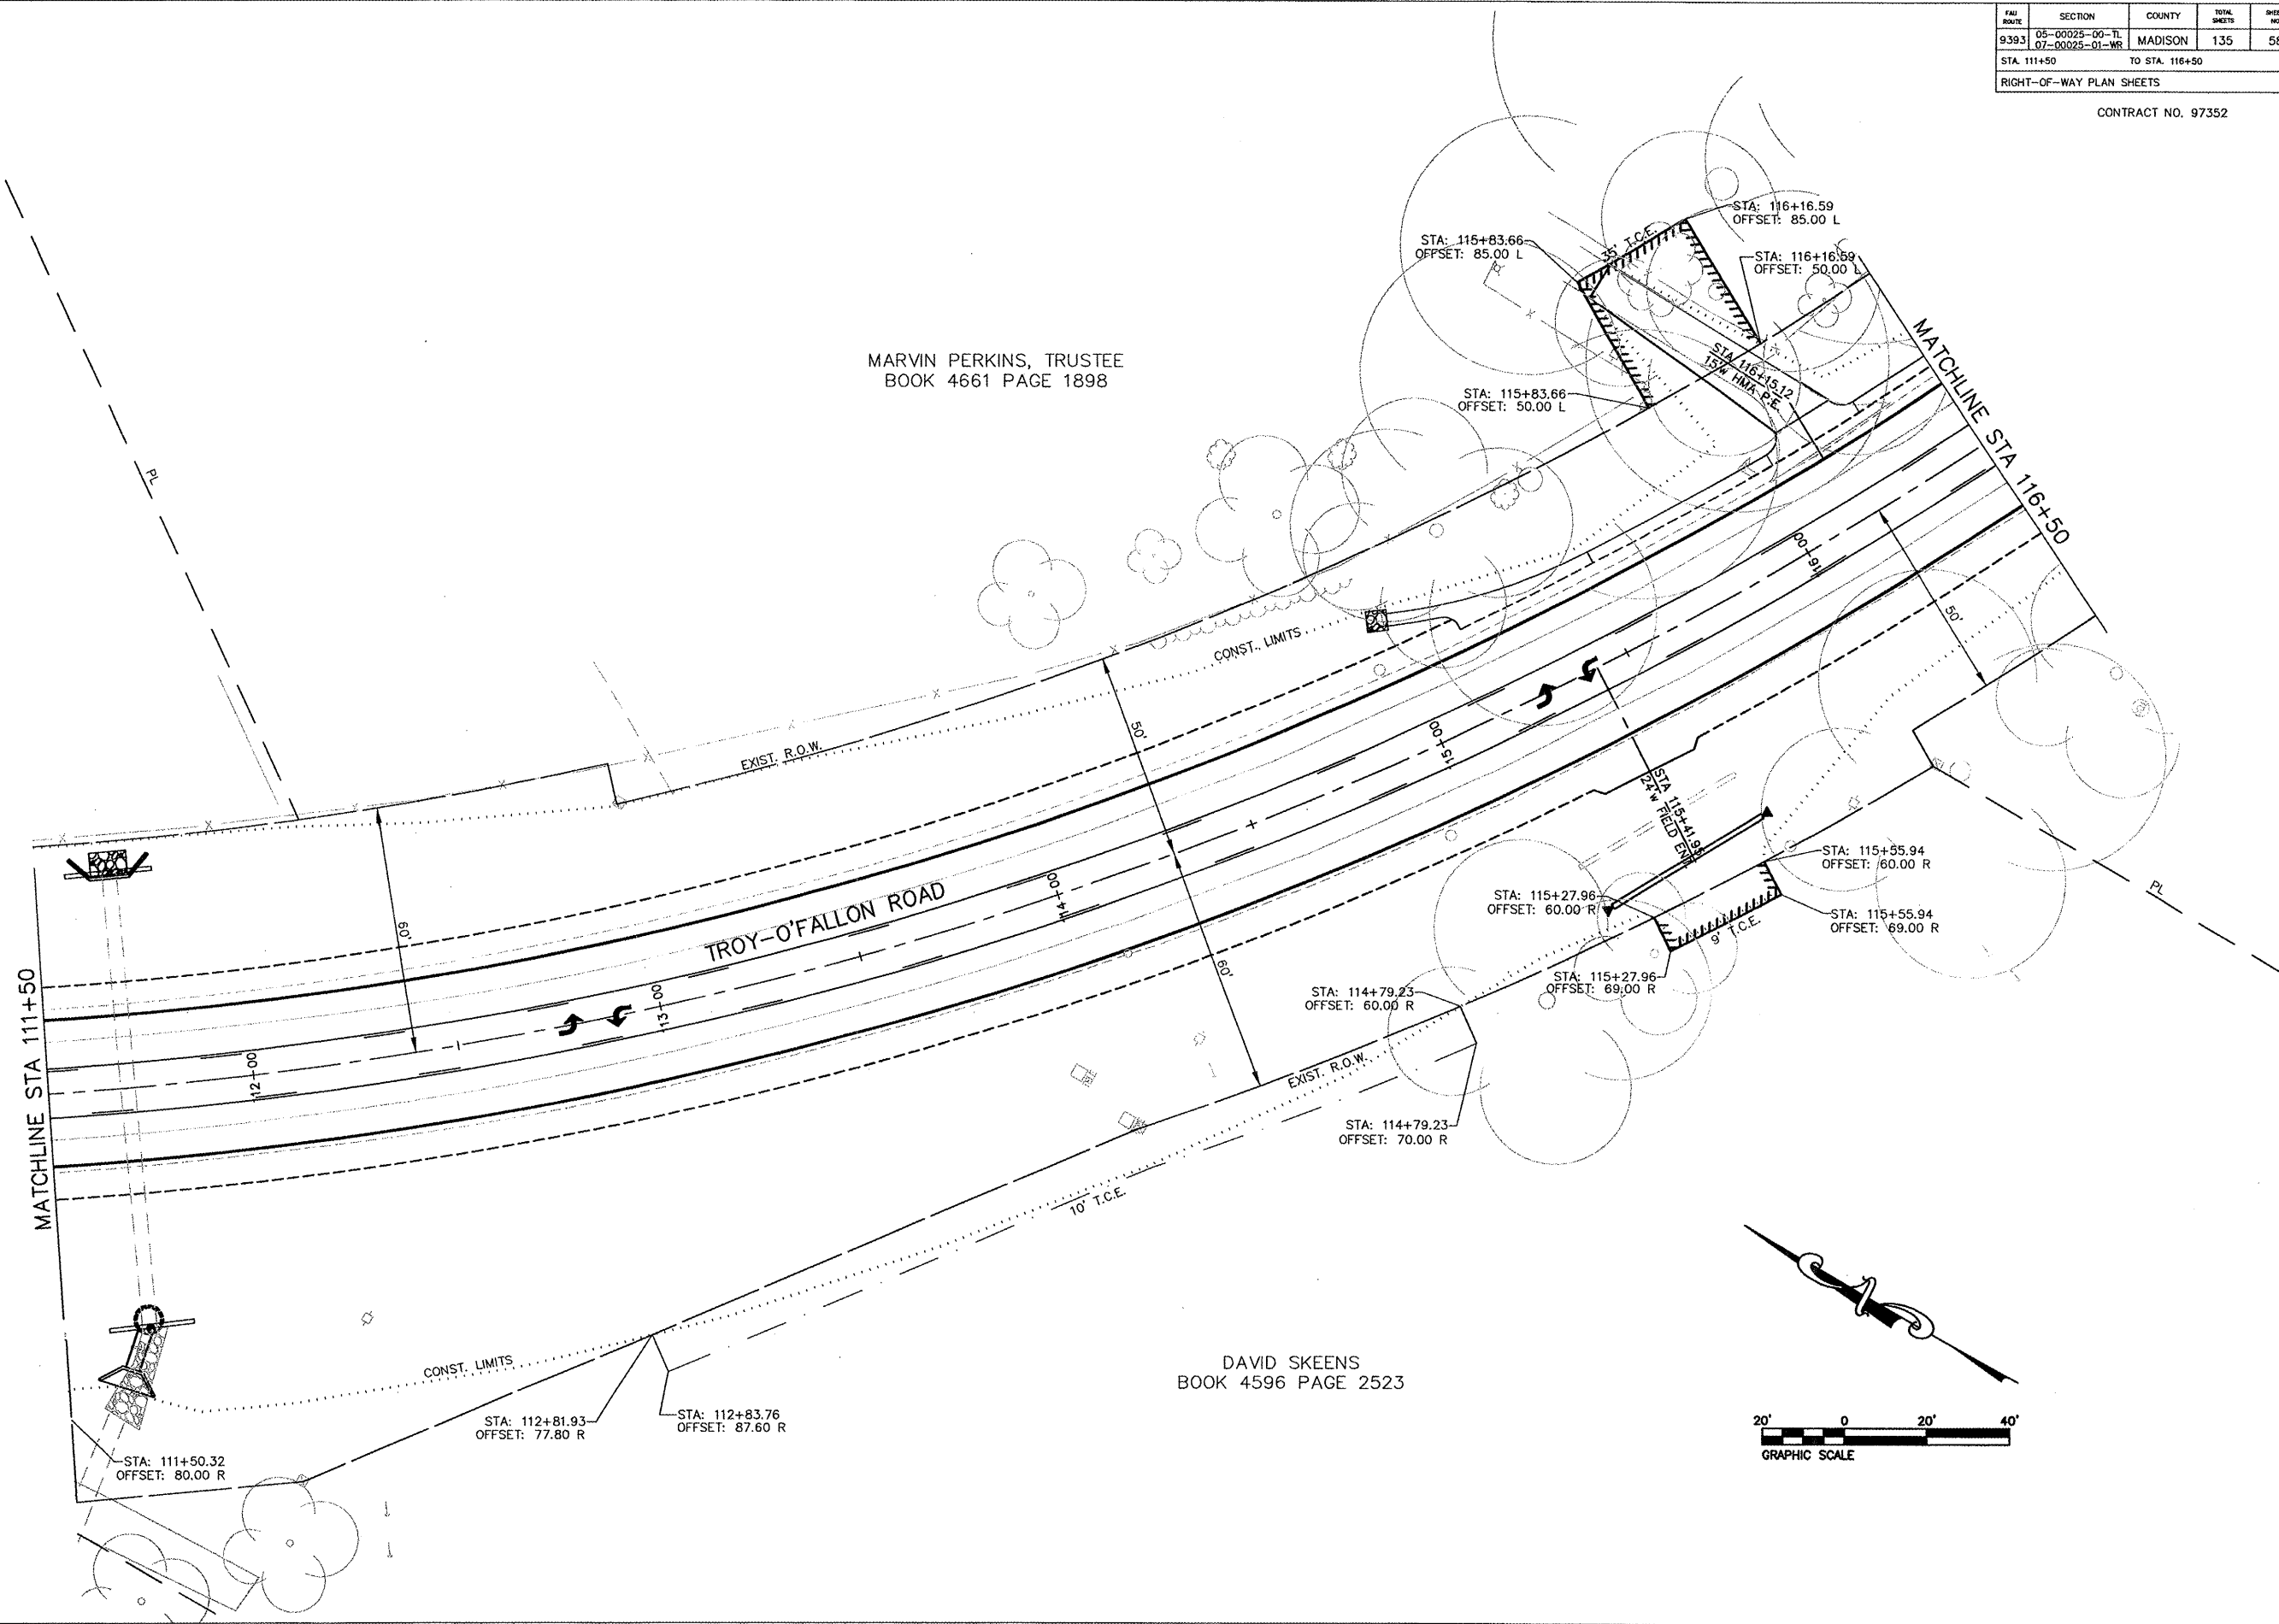 FAU ROUTE
SECTION
COUNTY
TOTAL SHEETS
9393
05-00025-00-TL
07-00025-01-WR
MADISON
135
STA. 111+50 TO STA. 116+50
RIGHT-OF-WAY PLAN SHEETS
CONTRACT NO. 97352
STA: 116+16.59
OFFSET: 85.00 L
STA: 115+83.66
OFFSET: 85.00 L
35' T.C.E.
STA: 116+16.59
OFFSET: 50.00 L
MARVIN PERKINS, TRUSTEE
BOOK 4661 PAGE 1898
STA 116+15.12
15'w HMA P.E.
STA: 115+83.66
OFFSET: 50.00 L
MATCHLINE STA 116+50
PL
16+00
50'
CONST. LIMITS
EXIST. R.O.W.
50'
15+00
STA 115+41.95
24'w FIELD ENT
60'
STA: 115+55.94
OFFSET: 60.00 R
PL
14+00
TROY-O'FALLON ROAD
STA: 115+27.96
OFFSET: 60.00 R
STA: 115+55.94
OFFSET: 69.00 R
9' T.C.E.
60'
STA: 115+27.96
OFFSET: 69.00 R
13+00
STA: 114+79.23
OFFSET: 60.00 R
12+00
EXIST. R.O.W.
MATCHLINE STA 111+50
STA: 114+79.23
OFFSET: 70.00 R
10' T.C.E.
CONST. LIMITS
DAVID SKEENS
BOOK 4596 PAGE 2523
STA: 112+81.93
OFFSET: 77.80 R
STA: 112+83.76
OFFSET: 87.60 R
20' 0 20' 40'
GRAPHIC SCALE
STA: 111+50.32
OFFSET: 80.00 R